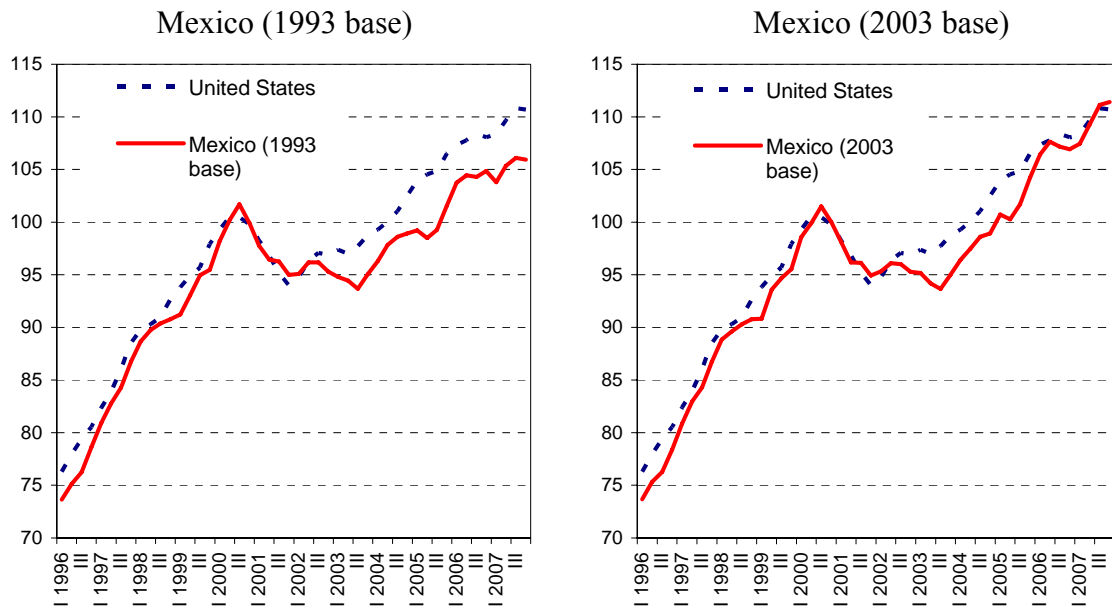 Mexico (1993 base)
115
110
105
100
95
90
85
80
75
70
United States
Mexico (1993
base)
I 1996
III
I 1997
III
I 1998
III
I 1999
III
I 2000
III
I 2001
III
I 2002
III
I 2003
III
I 2004
III
I 2005
III
I 2006
III
I 2007
III
Mexico (2003 base)
115
110
105
100
95
90
85
80
75
70
United States
Mexico (2003
base)
I 1996
III
I 1997
III
I 1998
III
I 1999
III
I 2000
III
I 2001
III
I 2002
III
I 2003
III
I 2004
III
I 2005
III
I 2006
III
I 2007
III